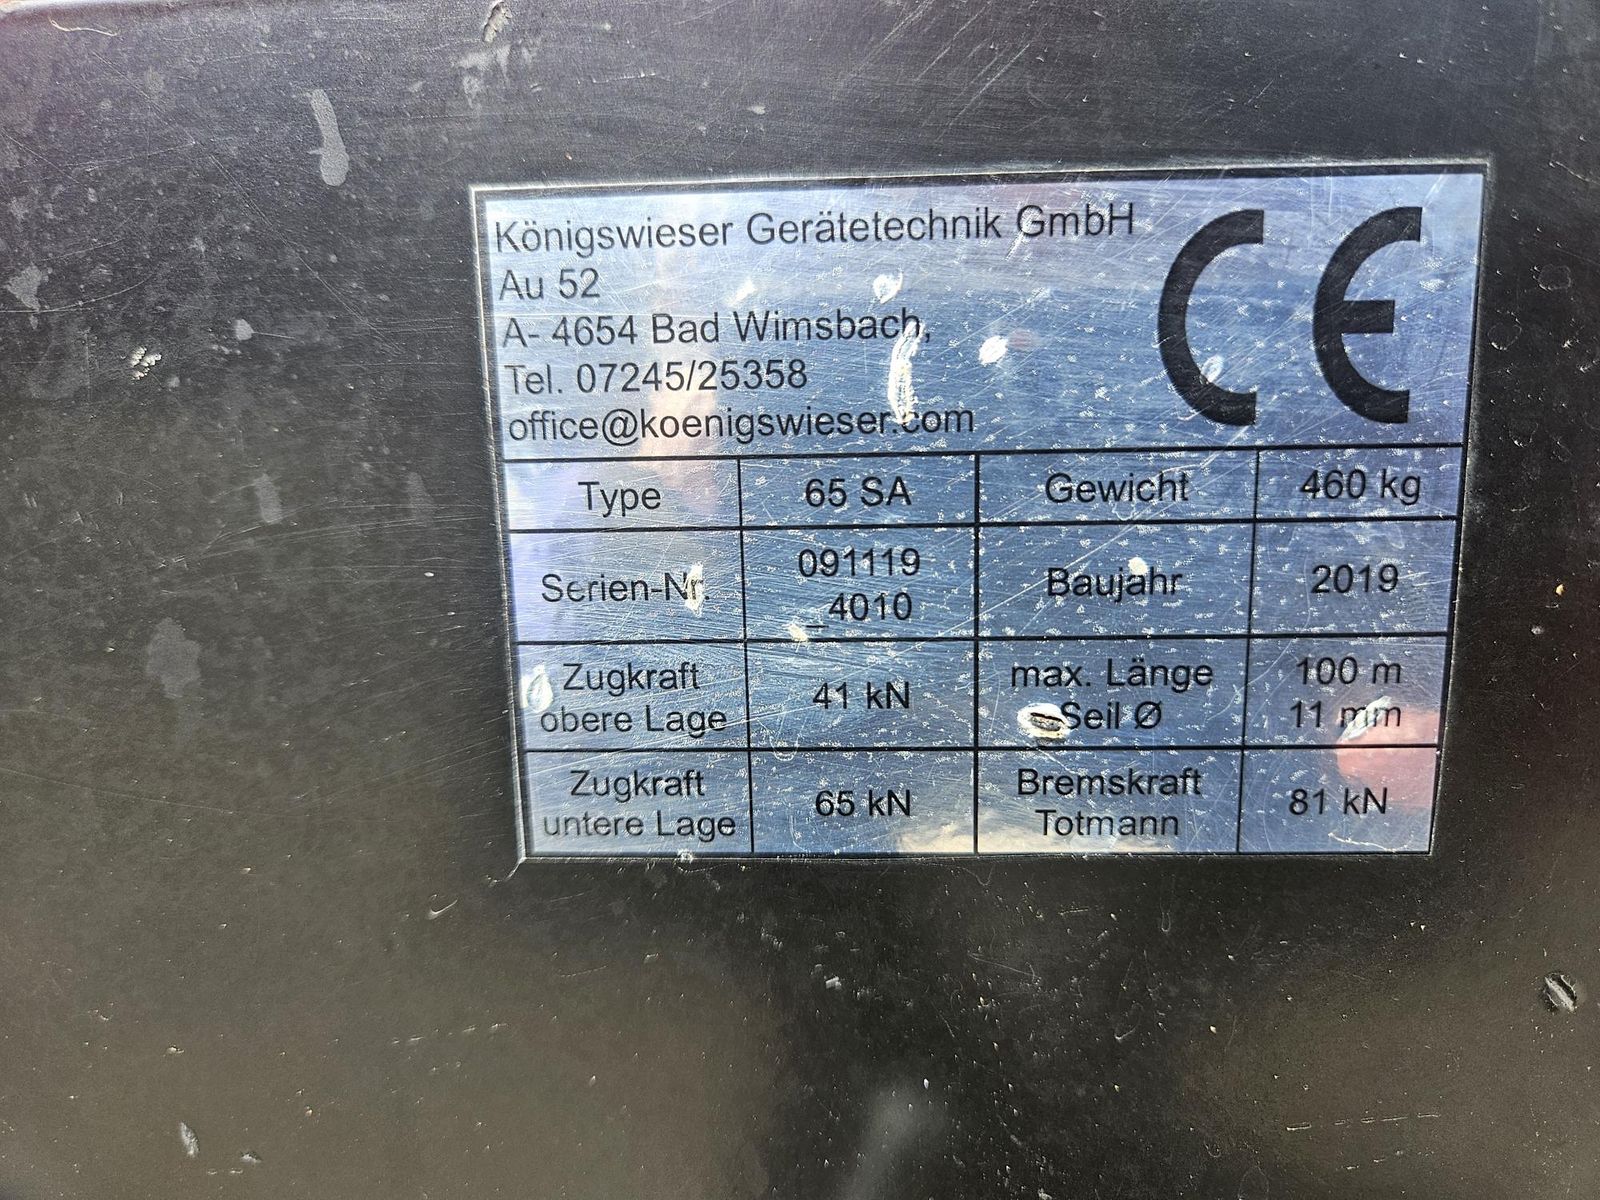 Königswieser Gerätetechnik GmbH
Au 52
A- 4654 Bad Wimsbach,
Tel. 07245/25358
office@koenigswieser.com
CE
Type 65 SA Gewicht 460 kg
Serien-Nr. 091119 _4010 Baujahr 2019
Zugkraft obere Lage 41 kN max. Länge 100 m
Seil Ø 11 mm
Zugkraft untere Lage 65 kN Bremskraft Totmann 81 kN